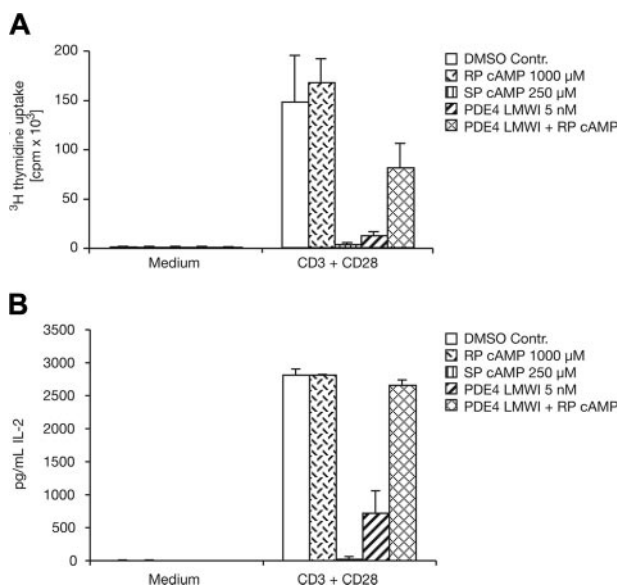 A
200
150
100
50
0
³H thymidine uptake
[cpm x 10³]
Medium
CD3 + CD28
DMSO Contr.
RP cAMP 1000 µM
SP cAMP 250 µM
PDE4 LMWI 5 nM
PDE4 LMWI + RP cAMP
B
3500
3000
2500
2000
1500
1000
500
0
pg/mL IL-2
Medium
CD3 + CD28
DMSO Contr.
RP cAMP 1000 µM
SP cAMP 250 µM
PDE4 LMWI 5 nM
PDE4 LMWI + RP cAMP